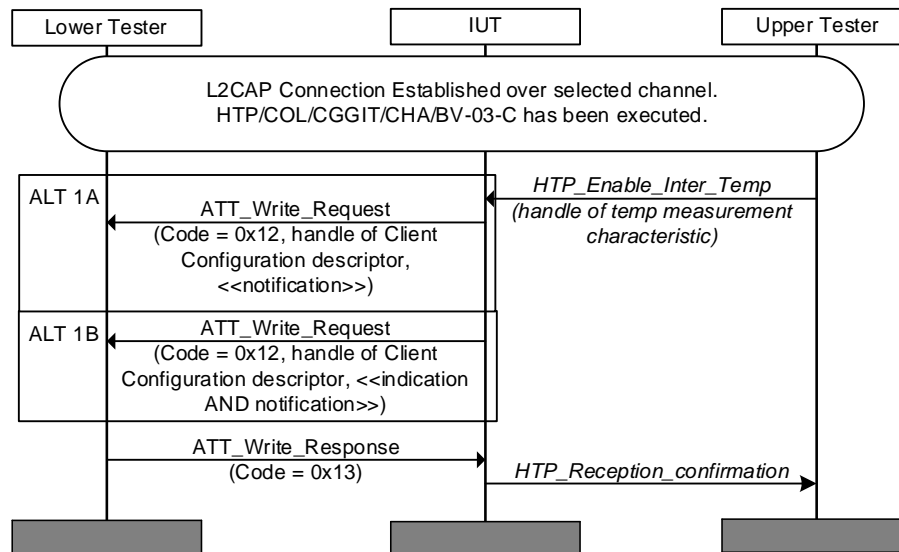 Lower Tester
IUT
Upper Tester
L2CAP Connection Established over selected channel.
HTP/COL/CGGIT/CHA/BV-03-C has been executed.
ALT 1A
HTP_Enable_Inter_Temp
(handle of temp measurement
characteristic)
ATT_Write_Request
(Code = 0x12, handle of Client
Configuration descriptor,
<<notification>>)
ALT 1B
ATT_Write_Request
(Code = 0x12, handle of Client
Configuration descriptor, <<indication
AND notification>>)
ATT_Write_Response
(Code = 0x13)
HTP_Reception_confirmation